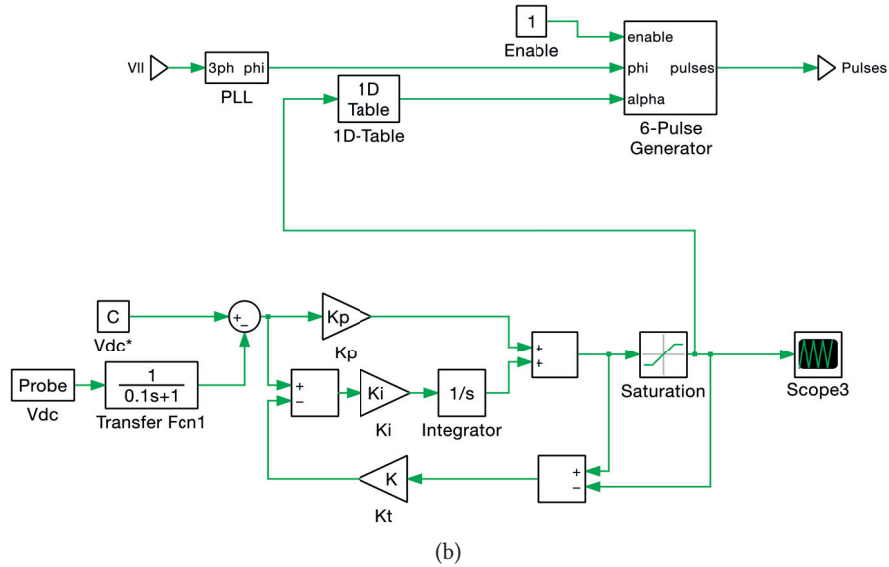 1
Enable
enable
Vll
3ph phi
phi
pulses
Pulses
PLL
1D
Table
alpha
1D-Table
6-Pulse
Generator
C
+
−
Kp
Vdc*
Kp
+
+
Probe
1
0.1s+1
+
−
Ki
1/s
Saturation
Scope3
Vdc
Transfer Fcn1
Ki
Integrator
K
+
−
Kt
(b)